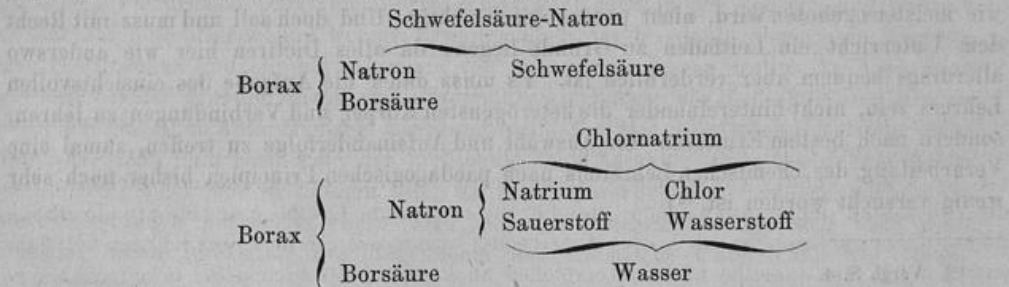 Schwefelsäure-Natron
Borax { Natron Schwefelsäure
Borsäure
Chlornatrium
Borax { Natron { Natrium Chlor
Sauerstoff Wasserstoff
Borsäure Wasser